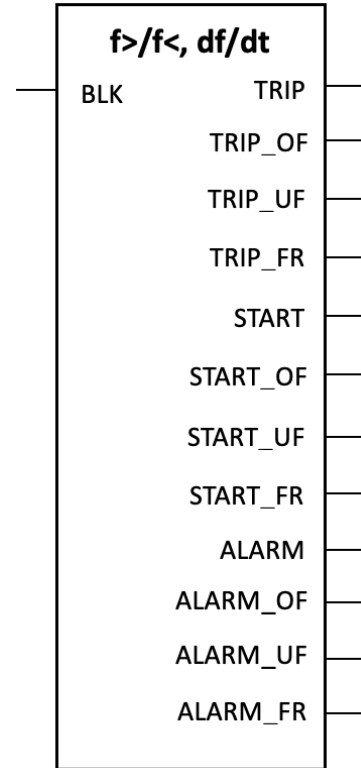 f>/f<, df/dt
BLK TRIP
TRIP_OF
TRIP_UF
TRIP_FR
START
START_OF
START_UF
START_FR
ALARM
ALARM_OF
ALARM_UF
ALARM_FR